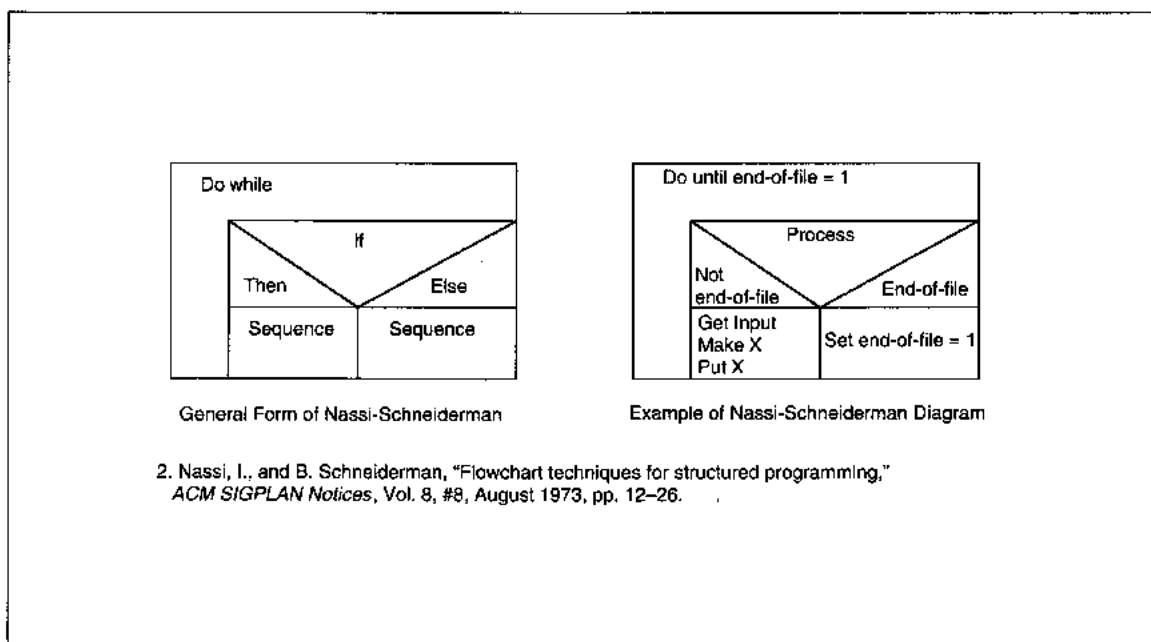 Do while
If
Then
Else
Sequence
Sequence
General Form of Nassi-Schneiderman
Do until end-of-file = 1
Process
Not
end-of-file
End-of-file
Get Input
Make X
Put X
Set end-of-file = 1
Example of Nassi-Schneiderman Diagram
2. Nassi, I., and B. Schneiderman, "Flowchart techniques for structured programming,"
ACM SIGPLAN Notices, Vol. 8, #8, August 1973, pp. 12–26.